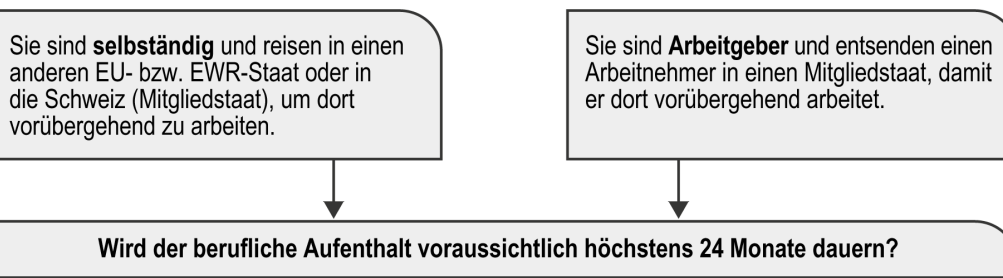 Sie sind selbständig und reisen in einen
anderen EU- bzw. EWR-Staat oder in
die Schweiz (Mitgliedstaat), um dort
vorübergehend zu arbeiten.
Sie sind Arbeitgeber und entsenden einen
Arbeitnehmer in einen Mitgliedstaat, damit
er dort vorübergehend arbeitet.
Wird der berufliche Aufenthalt voraussichtlich höchstens 24 Monate dauern?